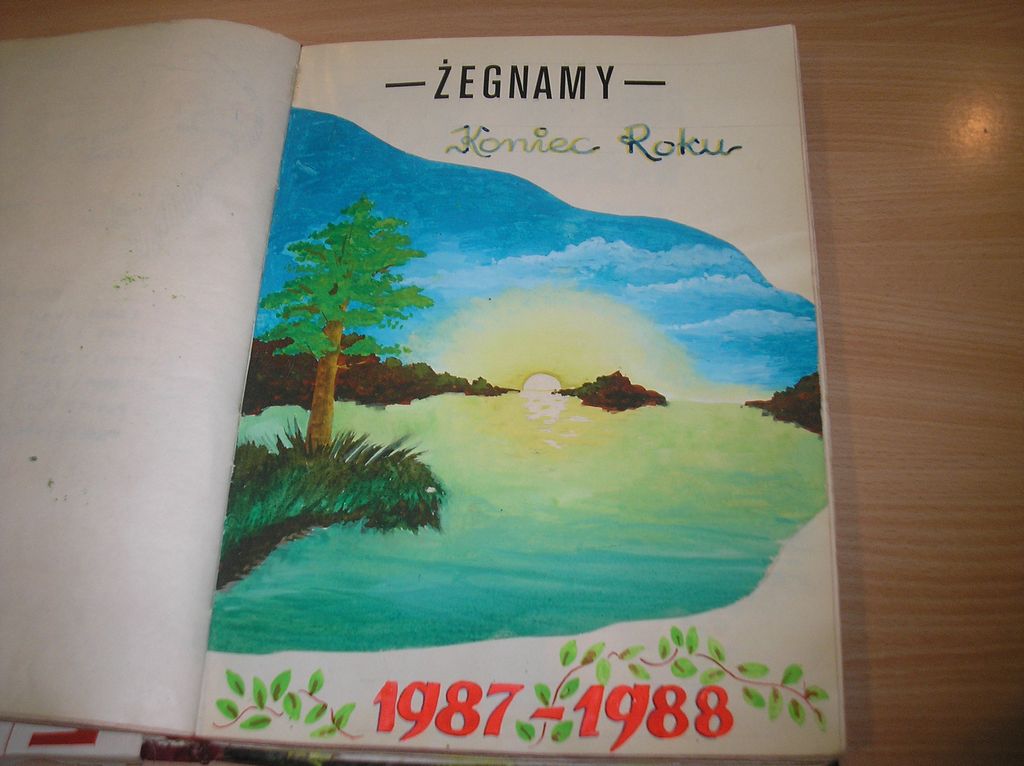 — ŻEGNAMY —
Koniec Roku
1987-1988